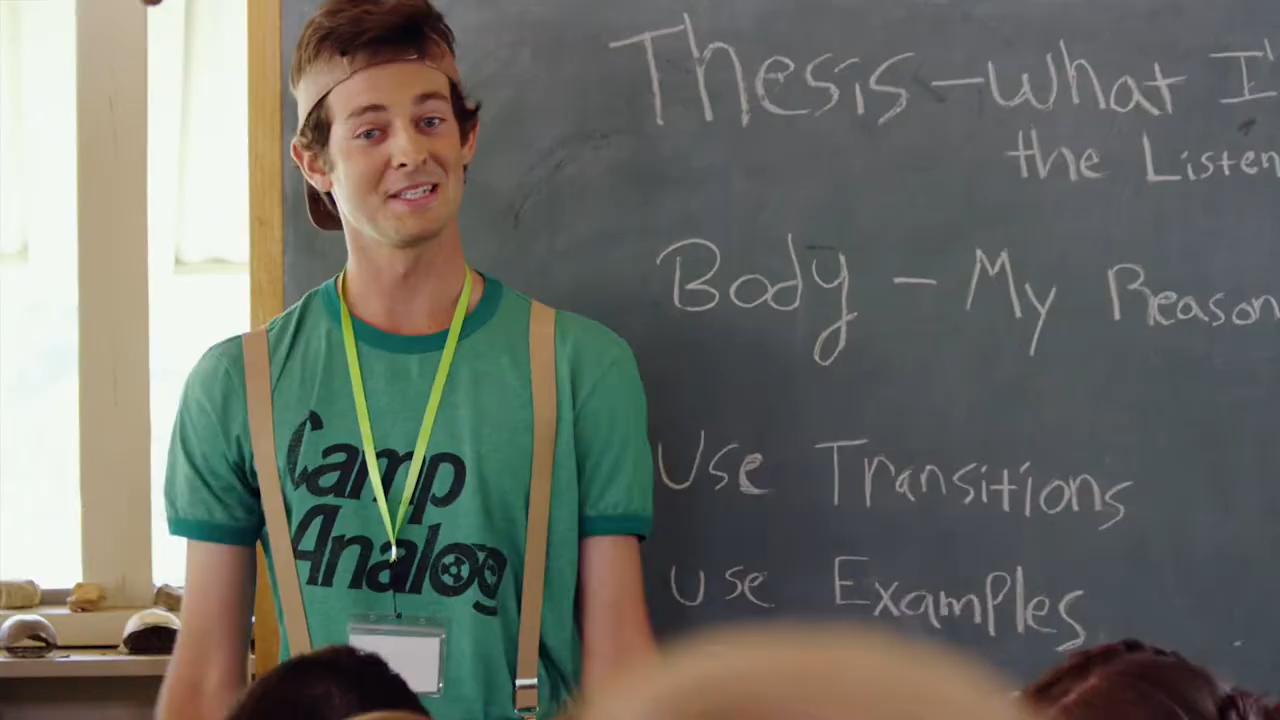 Thesis – What I'
the Listen
Body – My Reason
Use Transitions
Use Examples
Camp
Analog